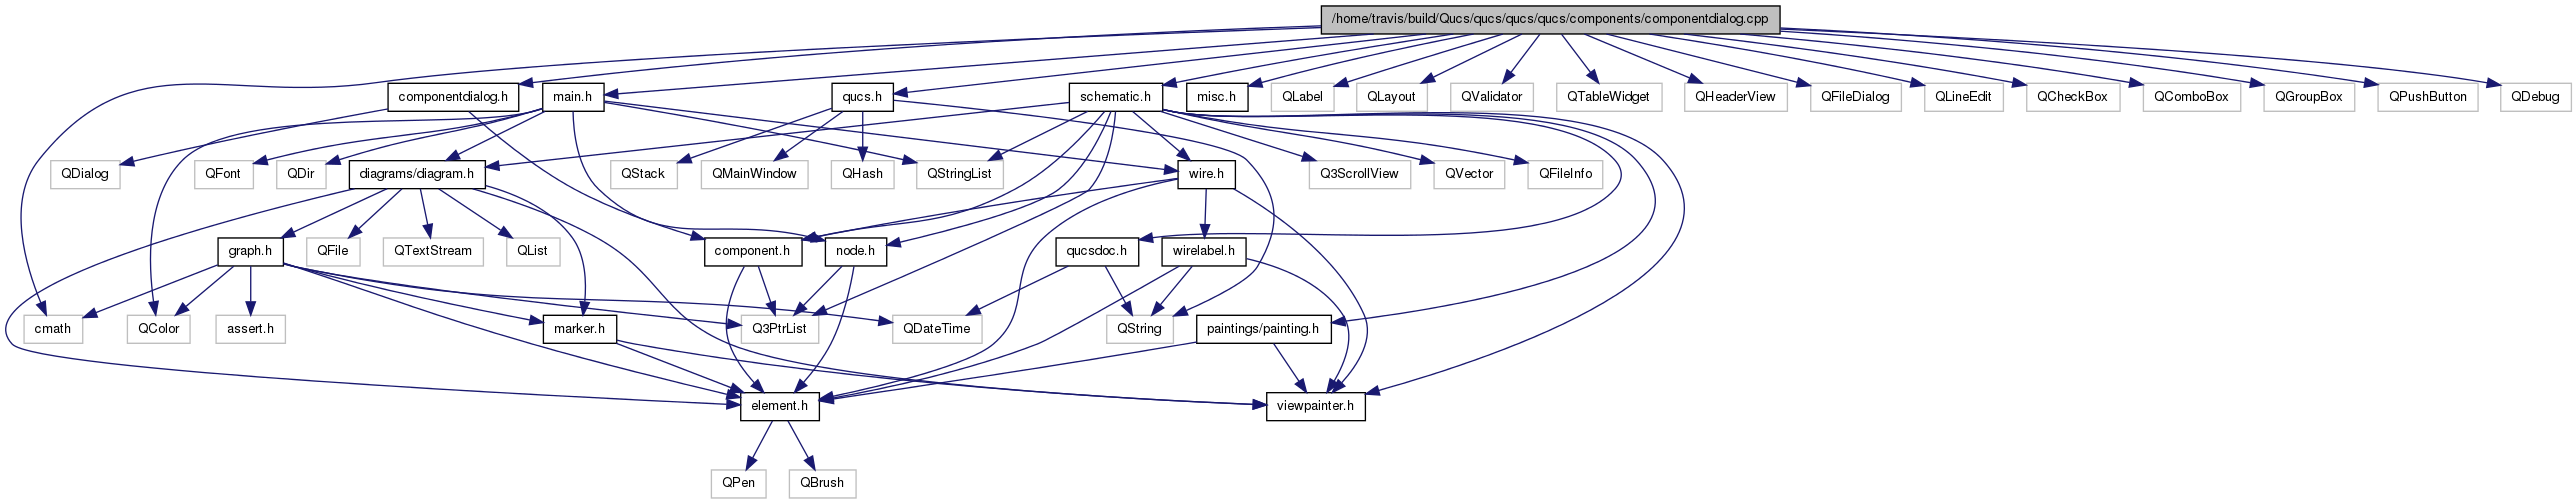 /home/travis/build/Qucs/qucs/qucs/qucs/components/componentdialog.cpp
componentdialog.h
main.h
qucs.h
schematic.h
misc.h
QLabel
QLayout
QValidator
QTableWidget
QHeaderView
QFileDialog
QLineEdit
QCheckBox
QComboBox
QGroupBox
QPushButton
QDebug
QDialog
QFont
QDir
diagrams/diagram.h
QStack
QMainWindow
QHash
QStringList
wire.h
Q3ScrollView
QVector
QFileInfo
graph.h
QFile
QTextStream
QList
component.h
node.h
qucsdoc.h
wirelabel.h
cmath
QColor
assert.h
marker.h
Q3PtrList
QDateTime
QString
paintings/painting.h
element.h
viewpainter.h
QPen
QBrush